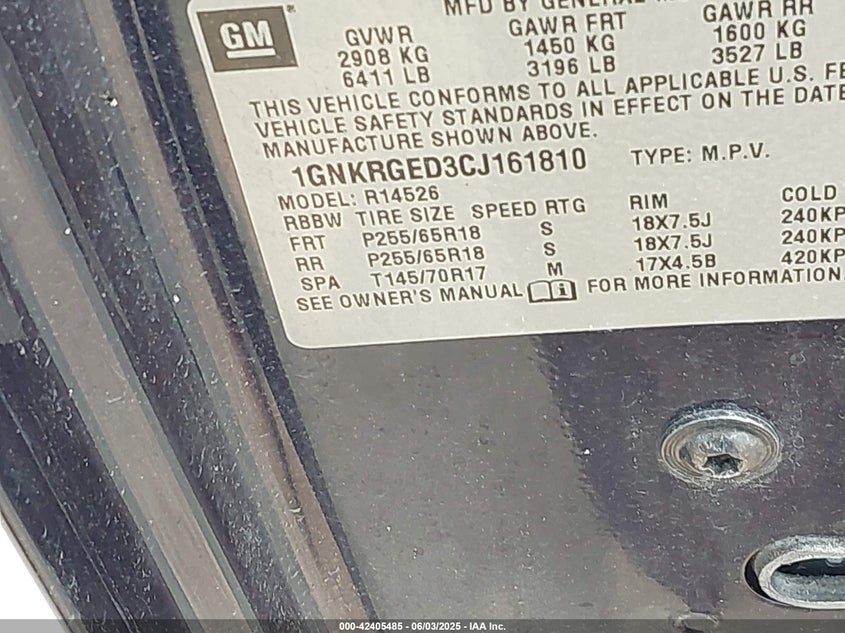 GM
MFD BY GENERAL
GVWR GAWR FRT GAWR RR
2908 KG 1450 KG 1600 KG
6411 LB 3196 LB 3527 LB
THIS VEHICLE CONFORMS TO ALL APPLICABLE U.S. FE
VEHICLE SAFETY STANDARDS IN EFFECT ON THE DATE
MANUFACTURE SHOWN ABOVE.
1GNKRGED3CJ161810 TYPE: M.P.V.
MODEL: R14526
RBBW TIRE SIZE SPEED RTG RIM COLD
FRT P255/65R18 S 18X7.5J 240KP
RR P255/65R18 S 18X7.5J 240KP
SPA T145/70R17 M 17X4.5B 420KP
SEE OWNER'S MANUAL i FOR MORE INFORMATION.
000-42405485 - 06/03/2025 - IAA Inc.